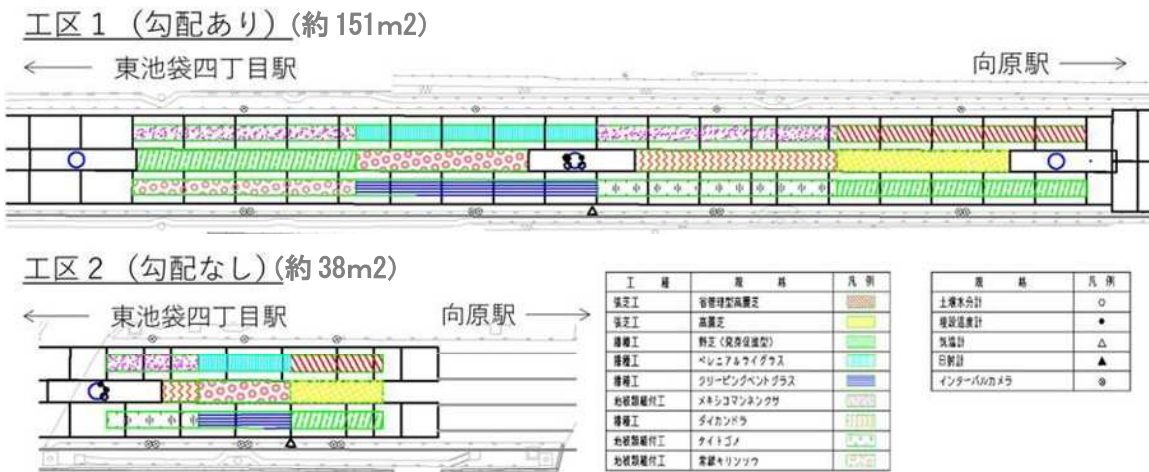 工区1 (勾配あり) (約151m2)
東池袋四丁目駅
向原駅
工区2 (勾配なし) (約38m2)
東池袋四丁目駅
向原駅
工種 規格 凡例
張芝工 省管理型高麗芝
張芝工 高麗芝
播種工 野芝(発芽促進型)
播種工 ペレニアルライグラス
播種工 クリーピングベントグラス
地被類植付工 メキシコマンネングサ
播種工 ダイカンドラ
地被類植付工 タイトゴメ
地被類植付工 常緑キリンソウ
規格 凡例
土壌水分計 ○
埋設温度計 ●
気温計 △
日射計 ▲
インターバルカメラ ⊗